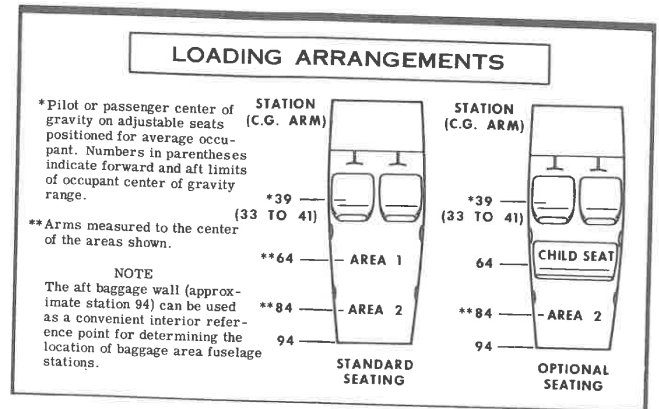 LOADING ARRANGEMENTS
*Pilot or passenger center of
gravity on adjustable seats
positioned for average occu-
pant. Numbers in parentheses
indicate forward and aft limits
of occupant center of gravity
range.
**Arms measured to the center
of the areas shown.
NOTE
The aft baggage wall (approx-
imate station 94) can be used
as a convenient interior refer-
ence point for determining the
location of baggage area fuselage
stations.
STATION
(C.G. ARM)
*39
(33 TO 41)
**64
AREA 1
**84
AREA 2
94
STANDARD
SEATING
STATION
(C.G. ARM)
*39
(33 TO 41)
64
CHILD SEAT
**84
AREA 2
94
OPTIONAL
SEATING